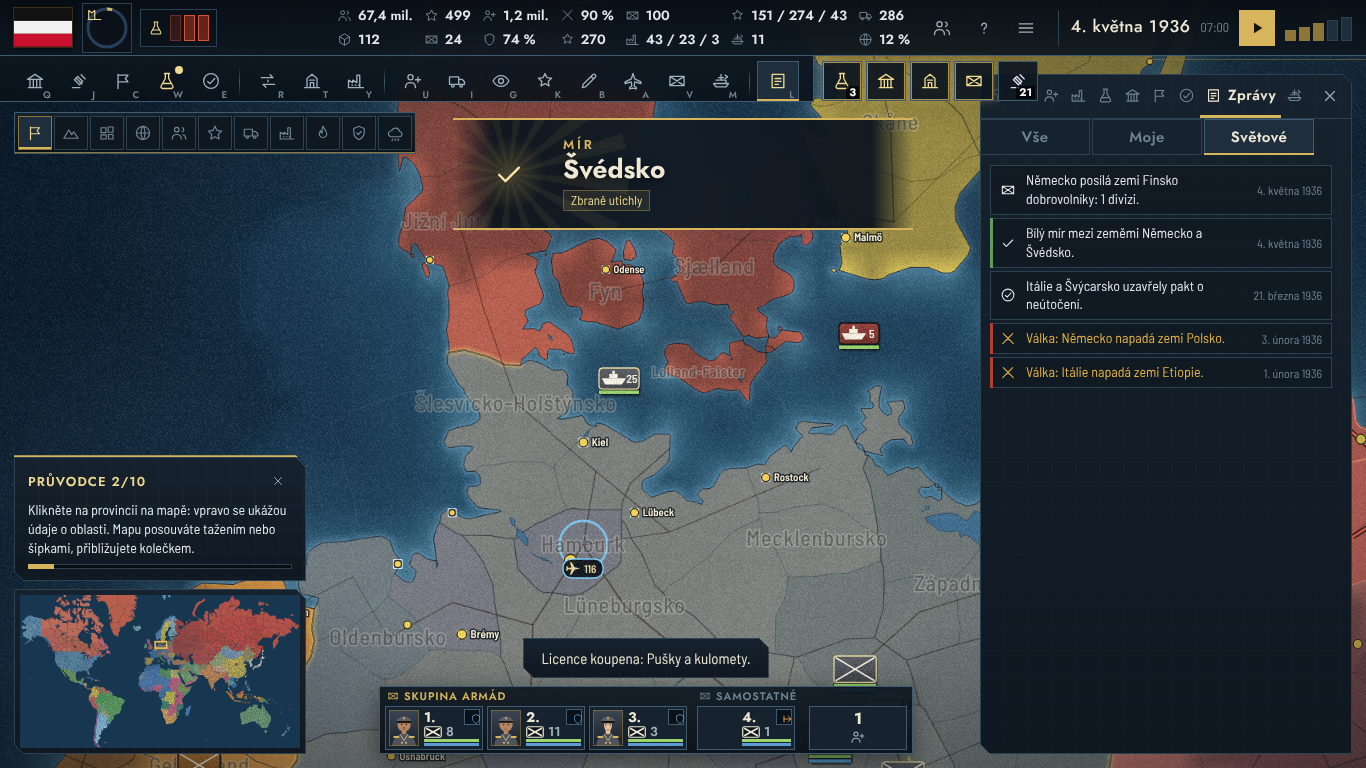 67,4 mil.
499
1,2 mil.
90 %
100
151 / 274 / 43
286
112
24
74 %
270
43 / 23 / 3
11
12 %
?
4. května 1936
07:00
Q
J
C
W
E
R
T
Y
U
I
G
K
B
A
V
M
L
3
21
Zprávy
Vše
Moje
Světové
MÍR
Švédsko
Zbraně utichly
Německo posílá zemi Finsko
dobrovolníky: 1 divizi.
4. května 1936
Bílý mír mezi zeměmi Německo a
Švédsko.
4. května 1936
Itálie a Švýcarsko uzavřely pakt o
neútočení.
21. března 1936
Válka: Německo napadá zemi Polsko.
3. února 1936
Válka: Itálie napadá zemi Etiopie.
1. února 1936
Skåne
Malmö
Odense
Sjælland
Fyn
5
25
Lolland-Falster
Šlesvicko-Holštýnsko
Kiel
Rostock
Lübeck
Hamburk
116
Mecklenbursko
Lüneburgsko
Oldenbursko
Brémy
PRŮVODCE 2/10
Klikněte na provincii na mapě: vpravo se ukážou
údaje o oblasti. Mapu posouváte tažením nebo
šipkami, přibližujete kolečkem.
Licence koupena: Pušky a kulomety.
SKUPINA ARMÁD
SAMOSTATNÉ
1.
8
2.
11
3.
3
4.
1
1
Osnabrück